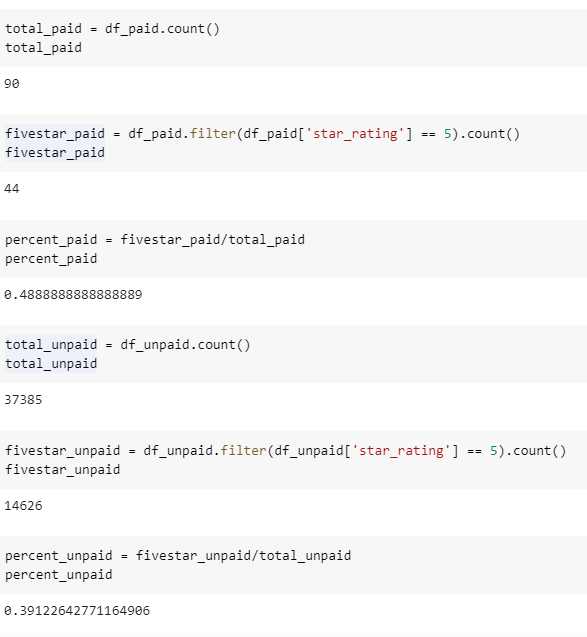 total_paid = df_paid.count()
total_paid
90
fivestar_paid = df_paid.filter(df_paid['star_rating'] == 5).count()
fivestar_paid
44
percent_paid = fivestar_paid/total_paid
percent_paid
0.4888888888888889
total_unpaid = df_unpaid.count()
total_unpaid
37385
fivestar_unpaid = df_unpaid.filter(df_unpaid['star_rating'] == 5).count()
fivestar_unpaid
14626
percent_unpaid = fivestar_unpaid/total_unpaid
percent_unpaid
0.39122642771164906